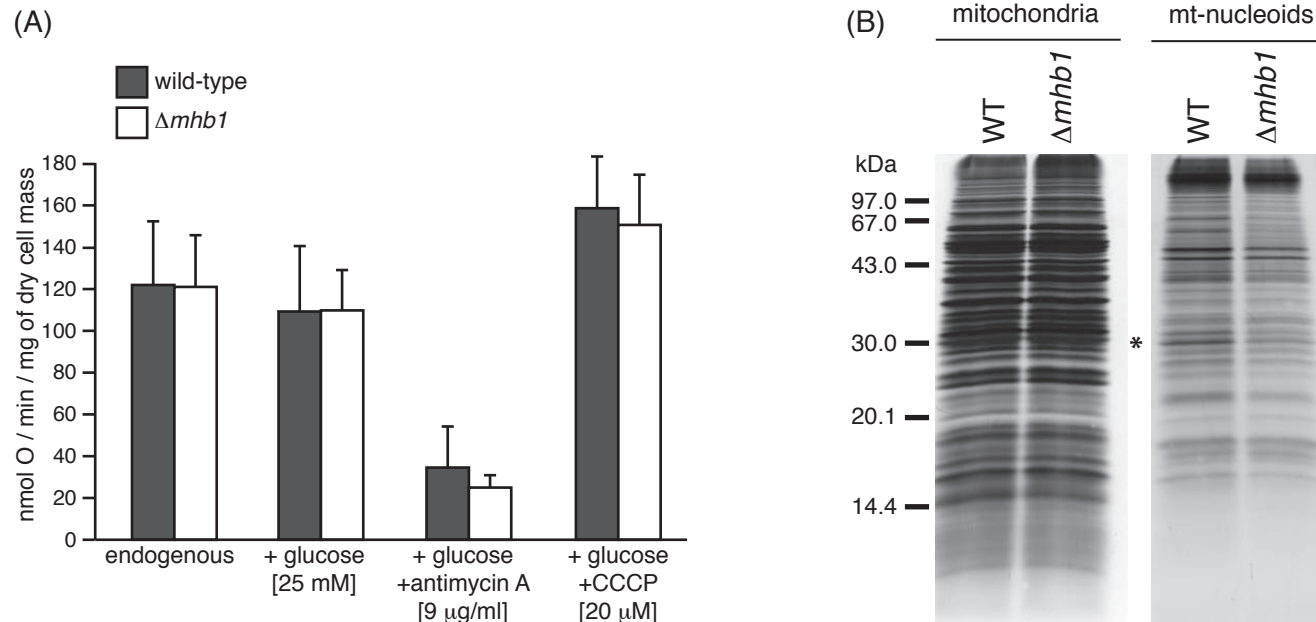 (A)
wild-type
Δmhb1
nmol O / min / mg of dry cell mass
180
160
140
120
100
80
60
40
20
0
endogenous
+ glucose
[25 mM]
+ glucose
+antimycin A
[9 μg/ml]
+ glucose
+CCCP
[20 μM]
(B)
mitochondria
mt-nucleoids
WT
Δmhb1
WT
Δmhb1
kDa
97.0
67.0
43.0
30.0
20.1
14.4
*